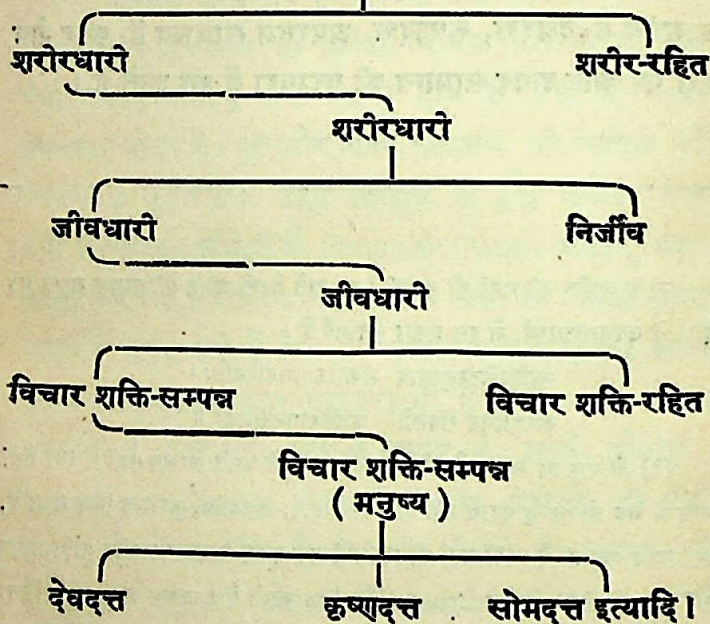 शरीरधारी शरीर-रहित
शरीरधारी
जीवधारी निर्जीव
जीवधारी
विचार शक्ति-सम्पन्न विचार शक्ति-रहित
विचार शक्ति-सम्पन्न
( मनुष्य )
देवदत्त कृष्णदत्त सोमदत्त इत्यादि।